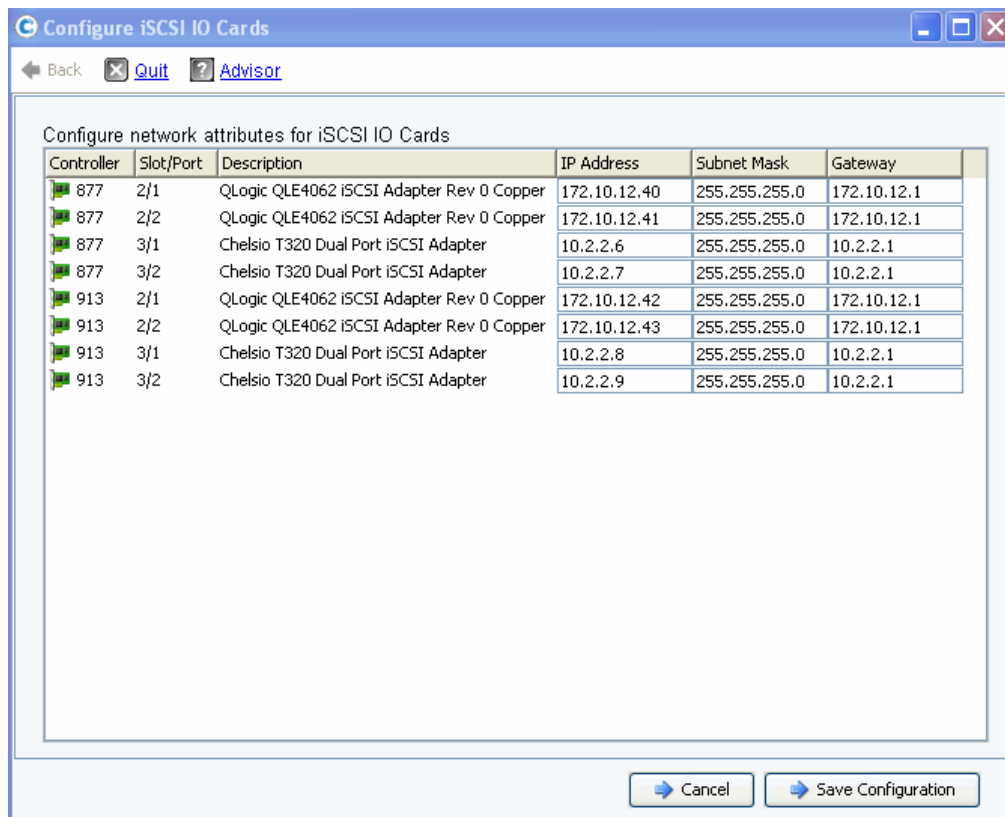 Configure iSCSI IO Cards
Back Quit Advisor
Configure network attributes for iSCSI IO Cards
Controller Slot/Port Description IP Address Subnet Mask Gateway
877 2/1 QLogic QLE4062 iSCSI Adapter Rev 0 Copper 172.10.12.40 255.255.255.0 172.10.12.1
877 2/2 QLogic QLE4062 iSCSI Adapter Rev 0 Copper 172.10.12.41 255.255.255.0 172.10.12.1
877 3/1 Chelsio T320 Dual Port iSCSI Adapter 10.2.2.6 255.255.255.0 10.2.2.1
877 3/2 Chelsio T320 Dual Port iSCSI Adapter 10.2.2.7 255.255.255.0 10.2.2.1
913 2/1 QLogic QLE4062 iSCSI Adapter Rev 0 Copper 172.10.12.42 255.255.255.0 172.10.12.1
913 2/2 QLogic QLE4062 iSCSI Adapter Rev 0 Copper 172.10.12.43 255.255.255.0 172.10.12.1
913 3/1 Chelsio T320 Dual Port iSCSI Adapter 10.2.2.8 255.255.255.0 10.2.2.1
913 3/2 Chelsio T320 Dual Port iSCSI Adapter 10.2.2.9 255.255.255.0 10.2.2.1
Cancel Save Configuration